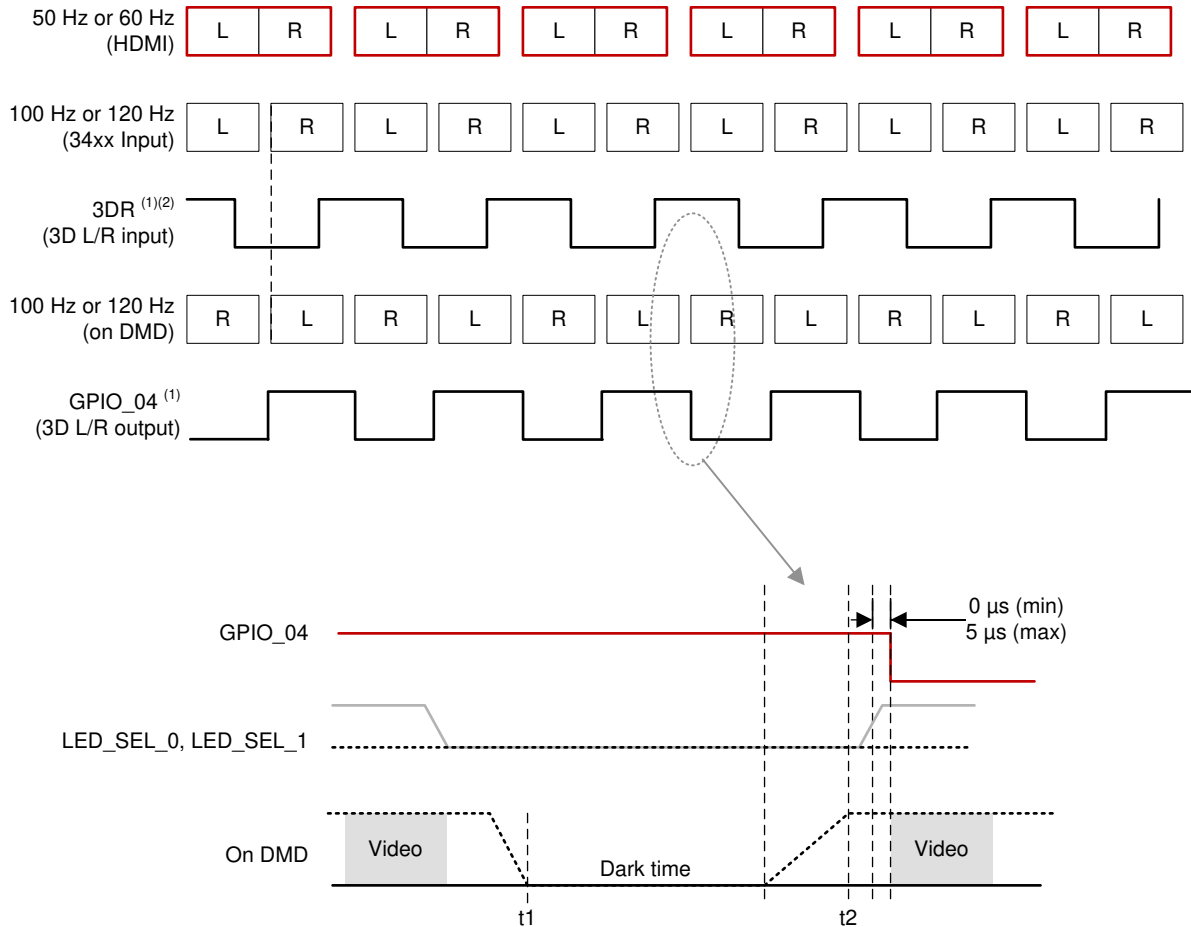 50 Hz or 60 Hz
(HDMI)
L R L R L R L R L R L R
100 Hz or 120 Hz
(34xx Input)
L R L R L R L R L R L R
3DR (1)(2)
(3D L/R input)
100 Hz or 120 Hz
(on DMD)
R L R L R L R L R L R L
GPIO_04 (1)
(3D L/R output)
0 µs (min)
5 µs (max)
GPIO_04
LED_SEL_0, LED_SEL_1
On DMD
Video
Dark time
Video
t1
t2